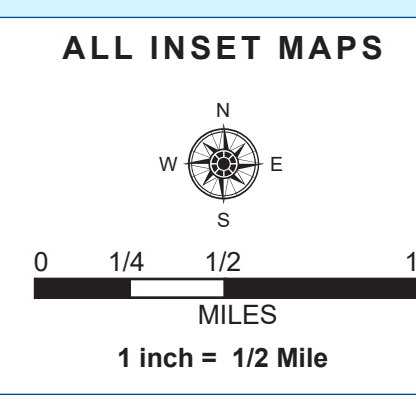 ALL INSET MAPS
N
W E
S
0 1/4 1/2 1
MILES
1 inch = 1/2 Mile